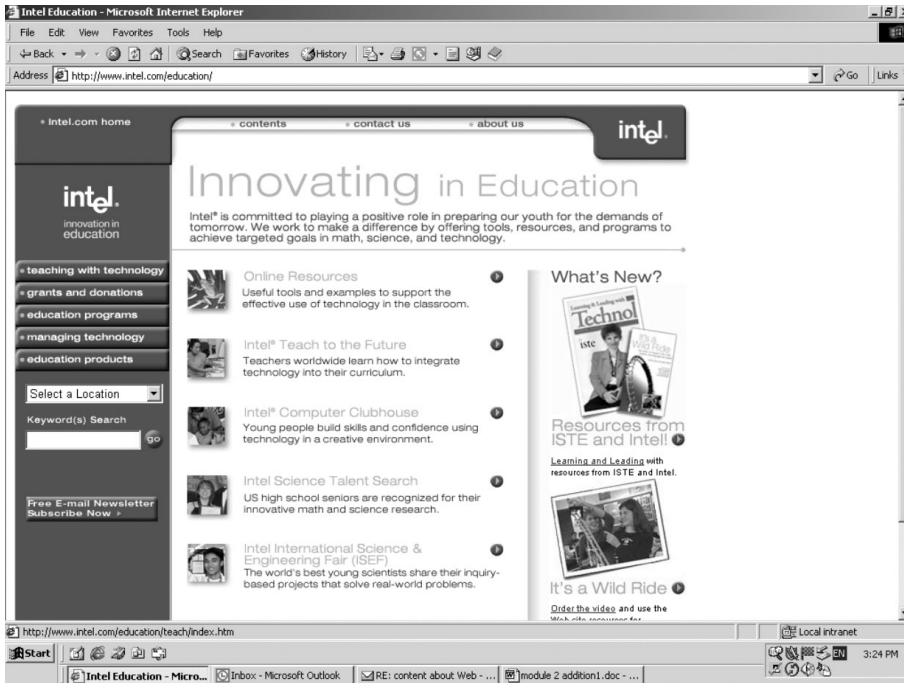 Intel Education - Microsoft Internet Explorer
File Edit View Favorites Tools Help
Back Search Favorites History
Address http://www.intel.com/education/ Go Links
Intel.com home
contents contact us about us
intel.
intel.
innovation in
education
Innovating in Education
Intel® is committed to playing a positive role in preparing our youth for the demands of
tomorrow. We work to make a difference by offering tools, resources, and programs to
achieve targeted goals in math, science, and technology.
teaching with technology
grants and donations
education programs
managing technology
education products
Select a Location
Keyword(s) Search
go
Free E-mail Newsletter
Subscribe Now
Online Resources
Useful tools and examples to support the
effective use of technology in the classroom.
Intel® Teach to the Future
Teachers worldwide learn how to integrate
technology into their curriculum.
Intel® Computer Clubhouse
Young people build skills and confidence using
technology in a creative environment.
Intel Science Talent Search
US high school seniors are recognized for their
innovative math and science research.
Intel International Science &
Engineering Fair (ISEF)
The world's best young scientists share their inquiry-
based projects that solve real-world problems.
What's New?
Learning & Leading with
Technol
iste
It's a
Wild Ride
Resources from
ISTE and Intel!
Learning and Leading with
resources from ISTE and Intel.
It's a Wild Ride
Order the video and use the
Web site resources for
http://www.intel.com/education/teach/index.htm
Local intranet
Start
EN 3:24 PM
Intel Education - Micro... Inbox - Microsoft Outlook RE: content about Web - ... module 2 addition1.doc - ...